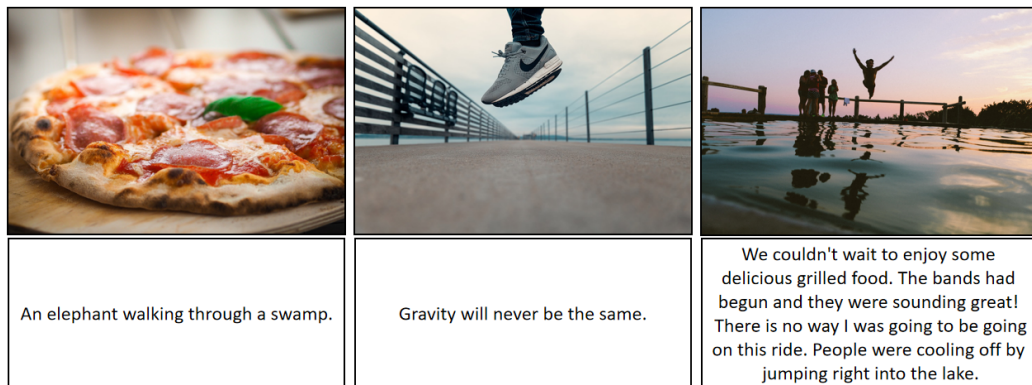 An elephant walking through a swamp.
Gravity will never be the same.
We couldn't wait to enjoy some
delicious grilled food. The bands had
begun and they were sounding great!
There is no way I was going to be going
on this ride. People were cooling off by
jumping right into the lake.